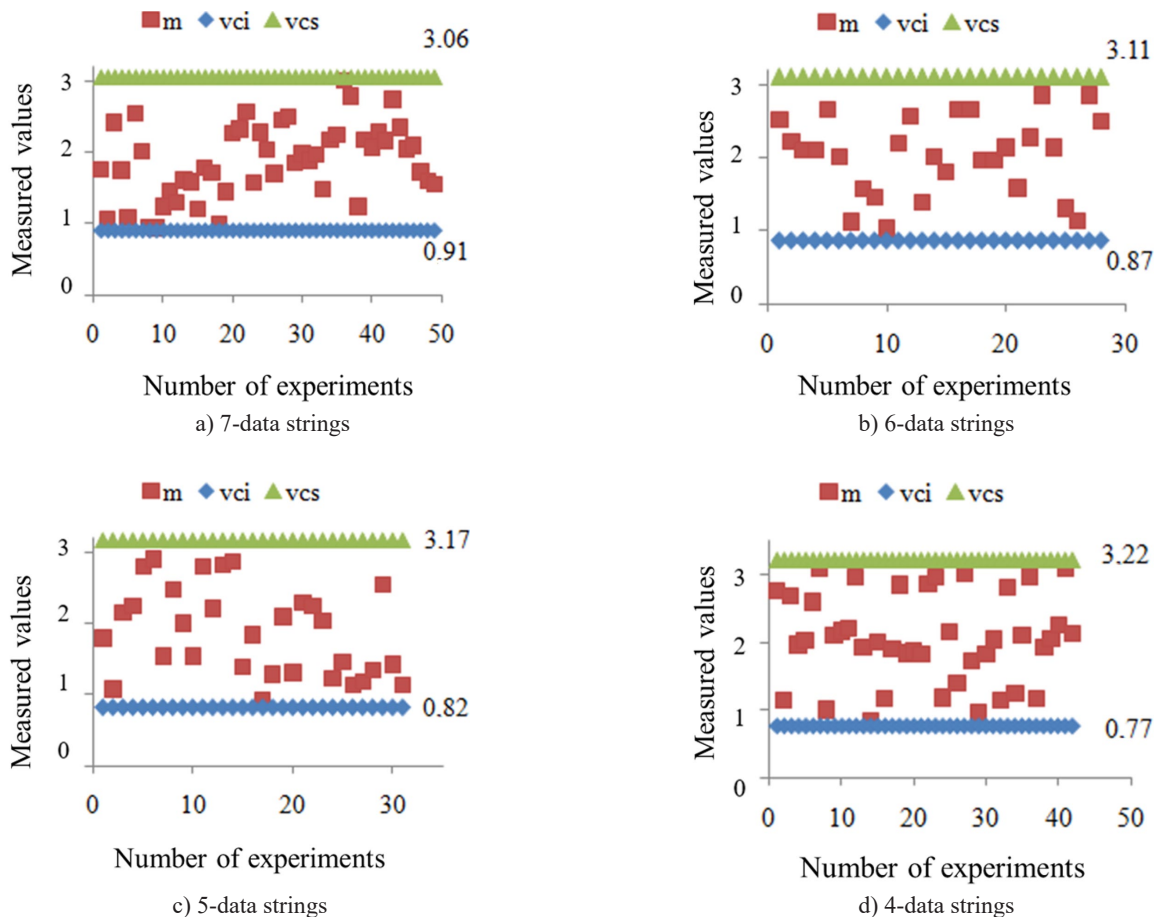 m vci vcs
3.06
Measured values
3
2
1
0
0.91
0 10 20 30 40 50
Number of experiments
a) 7-data strings
m vci vcs
3.11
Measured values
3
2
1
0
0.87
0 10 20 30
Number of experiments
b) 6-data strings
m vci vcs
3.17
Measured values
3
2
1
0
0.82
0 10 20 30
Number of experiments
c) 5-data strings
m vci vcs
3.22
Measured values
3
2
1
0
0.77
0 10 20 30 40 50
Number of experiments
d) 4-data strings